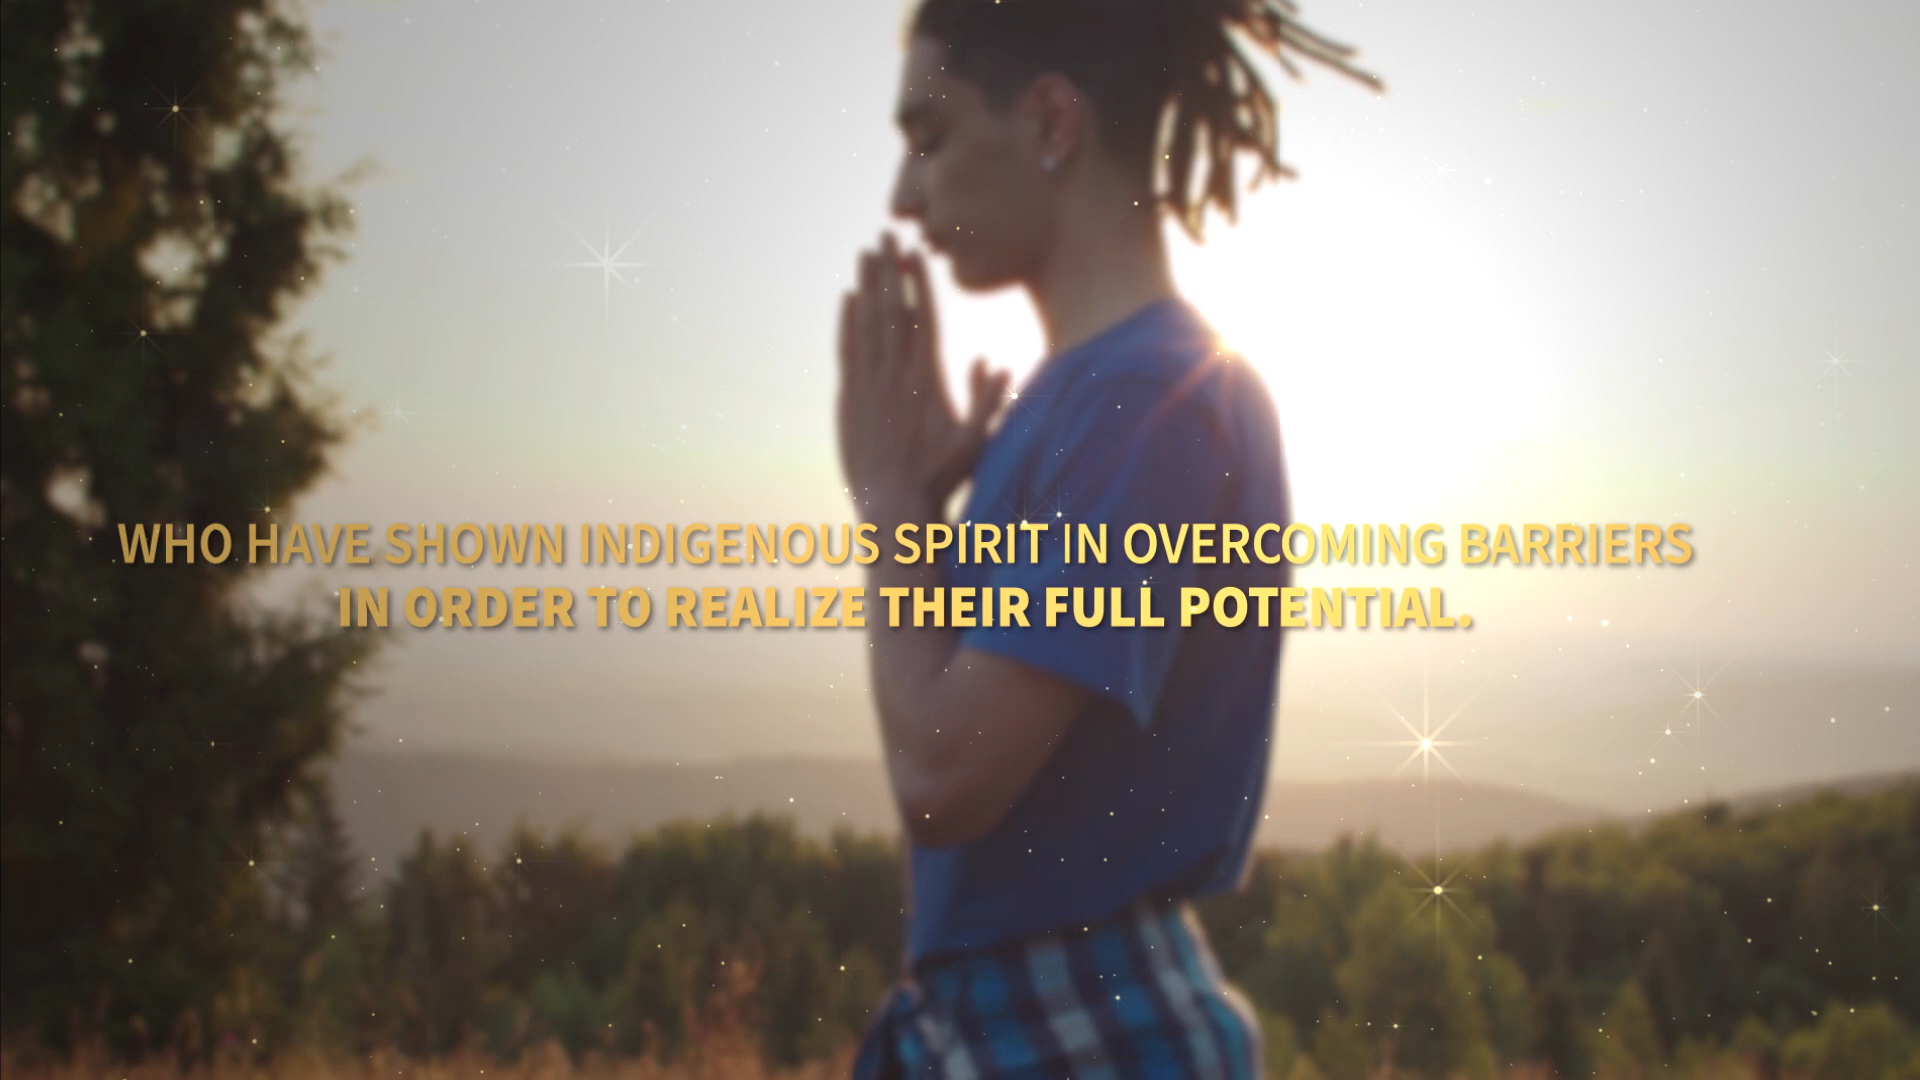 WHO HAVE SHOWN INDIGENOUS SPIRIT IN OVERCOMING BARRIERS
IN ORDER TO REALIZE THEIR FULL POTENTIAL.